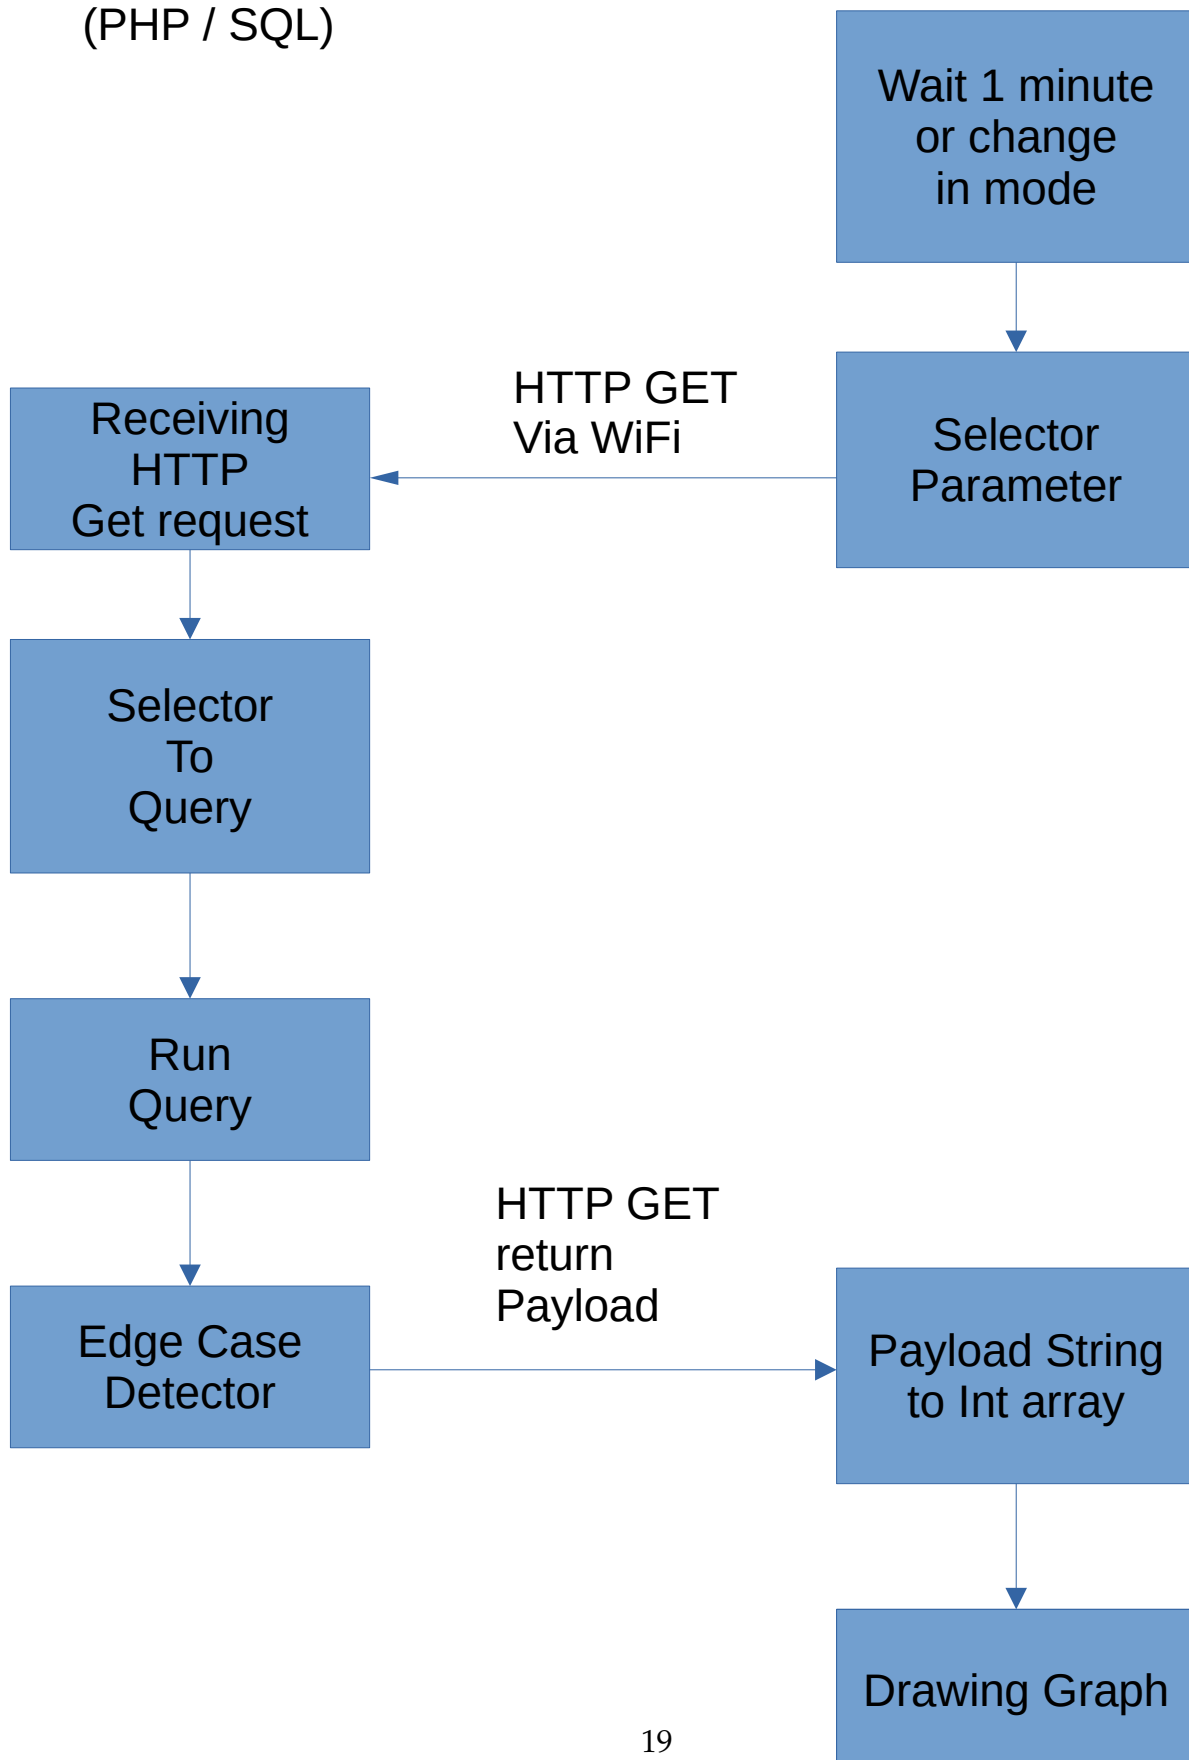 (PHP / SQL)
Wait 1 minute
or change
in mode
Selector
Parameter
HTTP GET
Via WiFi
Receiving
HTTP
Get request
Selector
To
Query
Run
Query
Edge Case
Detector
HTTP GET
return
Payload
Payload String
to Int array
Drawing Graph
19